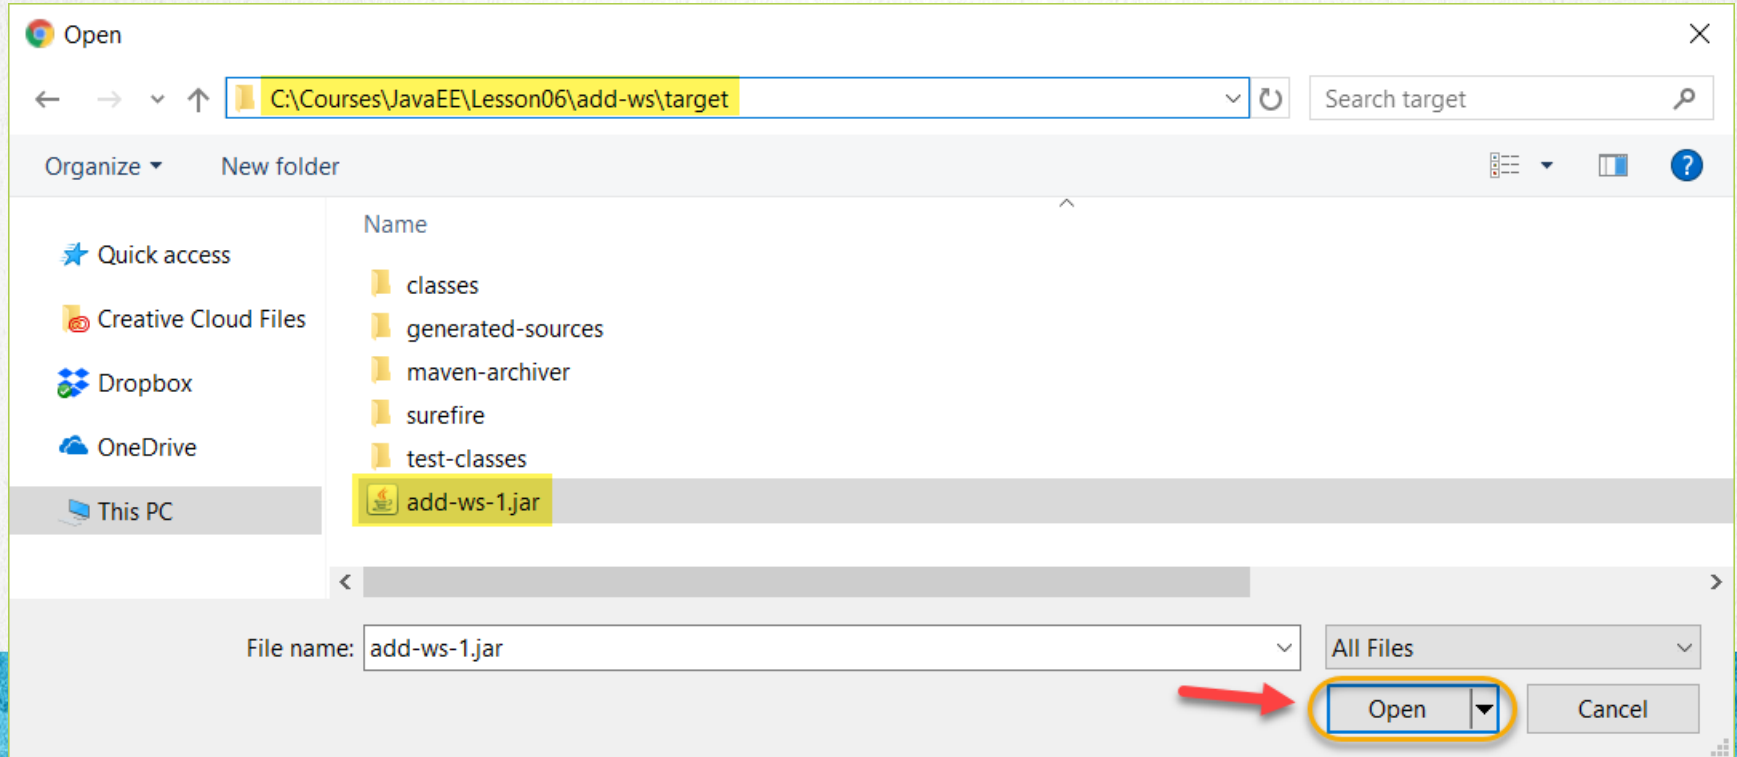 Open
C:\Courses\JavaEE\Lesson06\add-ws\target
Search target
Organize
New folder
?
Name
Quick access
Creative Cloud Files
Dropbox
OneDrive
This PC
classes
generated-sources
maven-archiver
surefire
test-classes
add-ws-1.jar
File name:
add-ws-1.jar
All Files
Open
Cancel